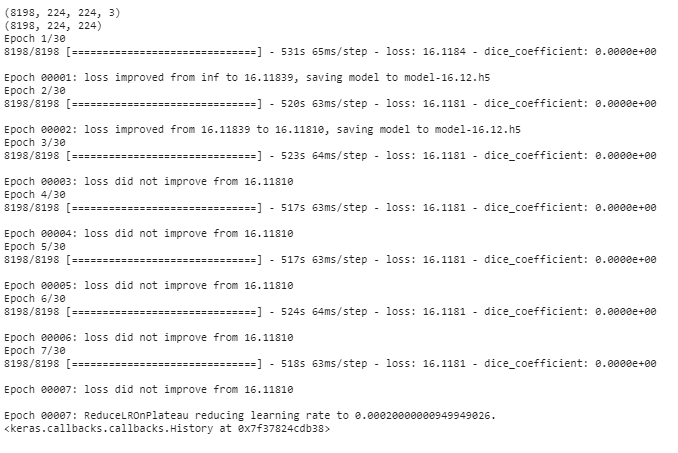 (8198, 224, 224, 3)
(8198, 224, 224)
Epoch 1/30
8198/8198 [==============================] - 531s 65ms/step - loss: 16.1184 - dice_coefficient: 0.0000e+00
Epoch 00001: loss improved from inf to 16.11839, saving model to model-16.12.h5
Epoch 2/30
8198/8198 [==============================] - 520s 63ms/step - loss: 16.1181 - dice_coefficient: 0.0000e+00
Epoch 00002: loss improved from 16.11839 to 16.11810, saving model to model-16.12.h5
Epoch 3/30
8198/8198 [==============================] - 523s 64ms/step - loss: 16.1181 - dice_coefficient: 0.0000e+00
Epoch 00003: loss did not improve from 16.11810
Epoch 4/30
8198/8198 [==============================] - 517s 63ms/step - loss: 16.1181 - dice_coefficient: 0.0000e+00
Epoch 00004: loss did not improve from 16.11810
Epoch 5/30
8198/8198 [==============================] - 517s 63ms/step - loss: 16.1181 - dice_coefficient: 0.0000e+00
Epoch 00005: loss did not improve from 16.11810
Epoch 6/30
8198/8198 [==============================] - 524s 64ms/step - loss: 16.1181 - dice_coefficient: 0.0000e+00
Epoch 00006: loss did not improve from 16.11810
Epoch 7/30
8198/8198 [==============================] - 518s 63ms/step - loss: 16.1181 - dice_coefficient: 0.0000e+00
Epoch 00007: loss did not improve from 16.11810
Epoch 00007: ReduceLROnPlateau reducing learning rate to 0.00020000000949949026.
<keras.callbacks.callbacks.History at 0x7f37824cdb38>